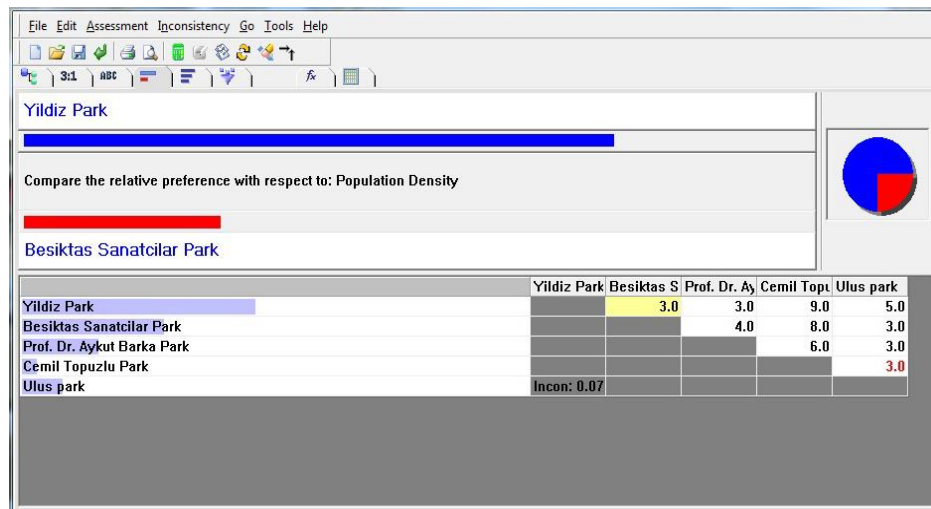 File Edit Assessment Inconsistency Go Tools Help
3:1 ABC fx
Yildiz Park
Compare the relative preference with respect to: Population Density
Besiktas Sanatcilar Park
Yildiz Park Besiktas S Prof. Dr. Ay Cemil Topu Ulus park
Yildiz Park 3.0 3.0 9.0 5.0
Besiktas Sanatcilar Park 4.0 8.0 3.0
Prof. Dr. Aykut Barka Park 6.0 3.0
Cemil Topuzlu Park 3.0
Ulus park Incon: 0.07